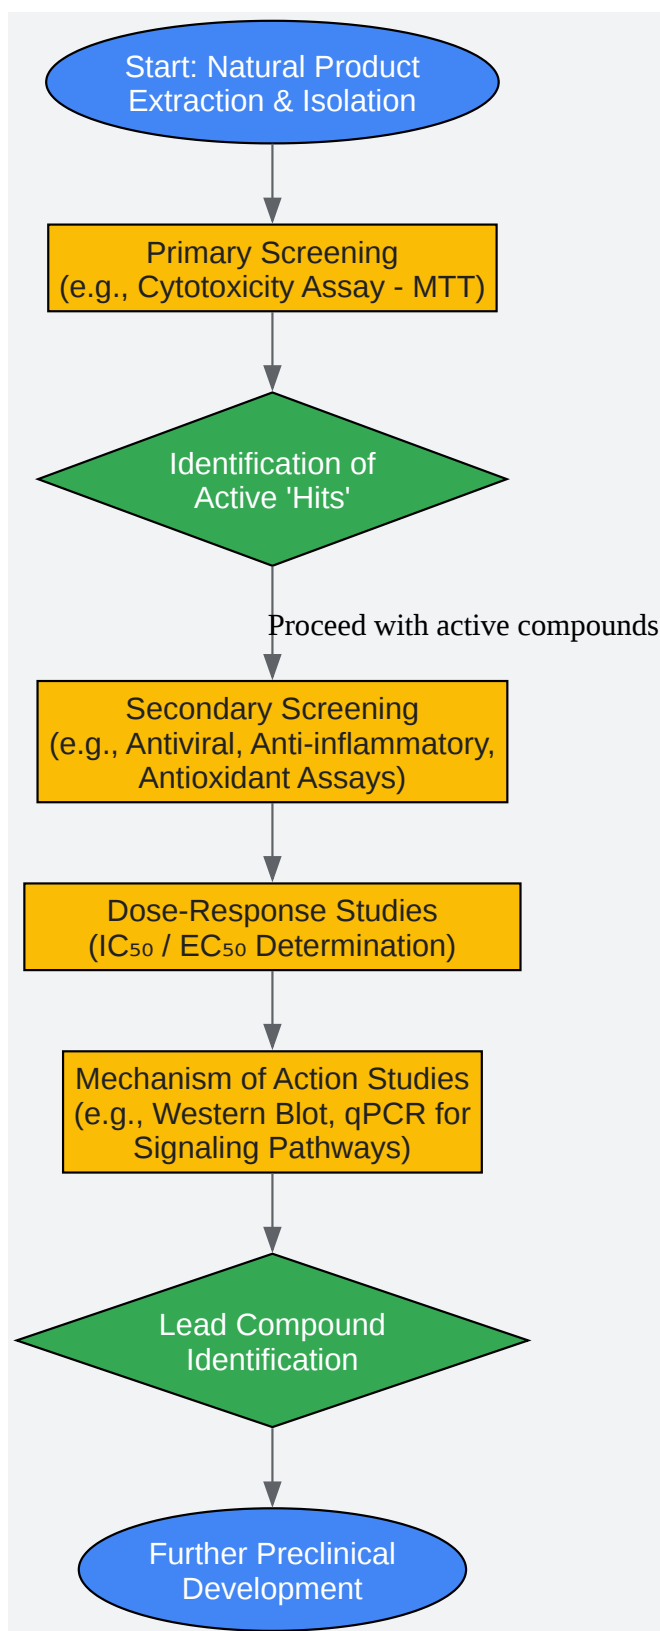 Start: Natural Product
Extraction & Isolation
Primary Screening
(e.g., Cytotoxicity Assay - MTT)
Identification of
Active 'Hits'
Proceed with active compounds
Secondary Screening
(e.g., Antiviral, Anti-inflammatory,
Antioxidant Assays)
Dose-Response Studies
(IC₅₀ / EC₅₀ Determination)
Mechanism of Action Studies
(e.g., Western Blot, qPCR for
Signaling Pathways)
Lead Compound
Identification
Further Preclinical
Development